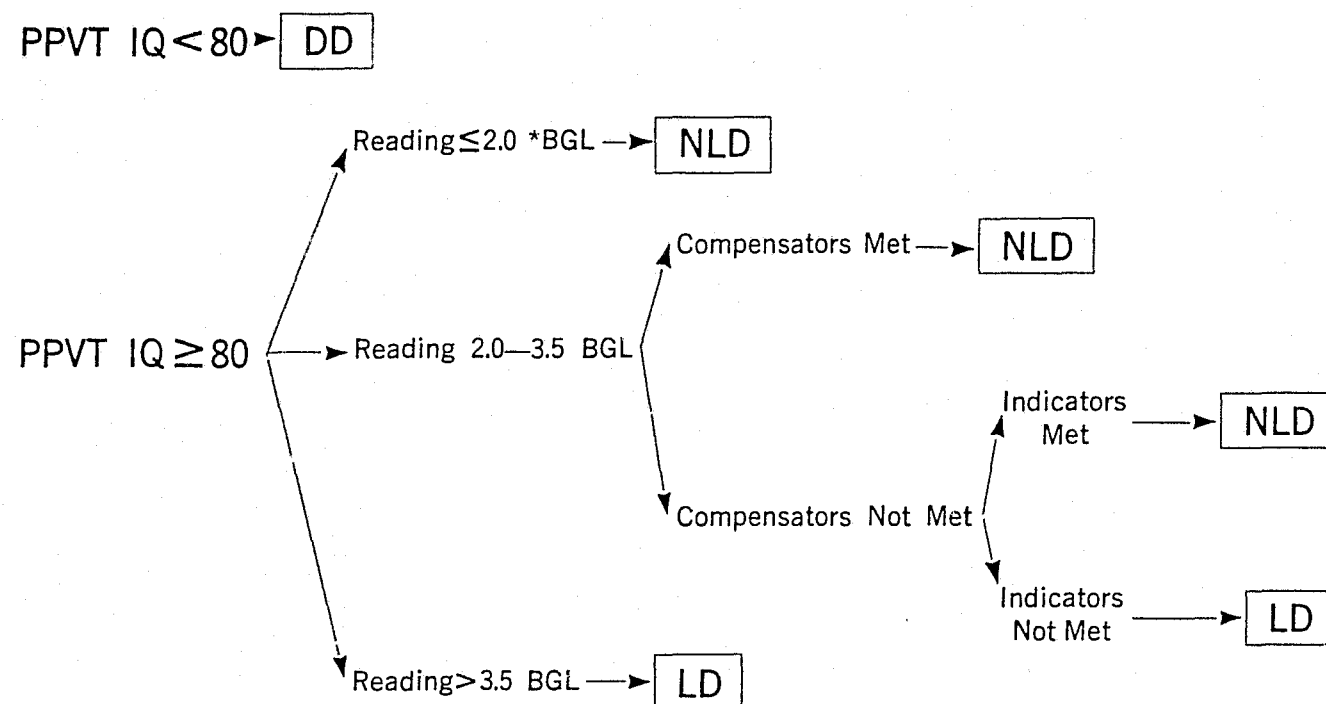 PPVT IQ<80 DD
Reading≤2.0 *BGL NLD
Compensators Met NLD
PPVT IQ≥80 Reading 2.0—3.5 BGL
Indicators
Met NLD
Compensators Not Met
Indicators
Not Met LD
Reading>3.5 BGL LD